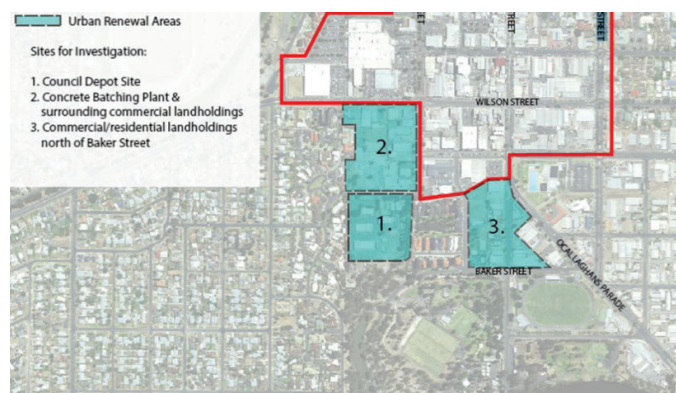 Urban Renewal Areas
Sites for Investigation:
1. Council Depot Site
2. Concrete Batching Plant &
surrounding commercial landholdings
3. Commercial/residential landholdings
north of Baker Street
STREET
WILSON STREET
2.
1.
3.
OCALLAGHANS PARADE
BAKER STREET